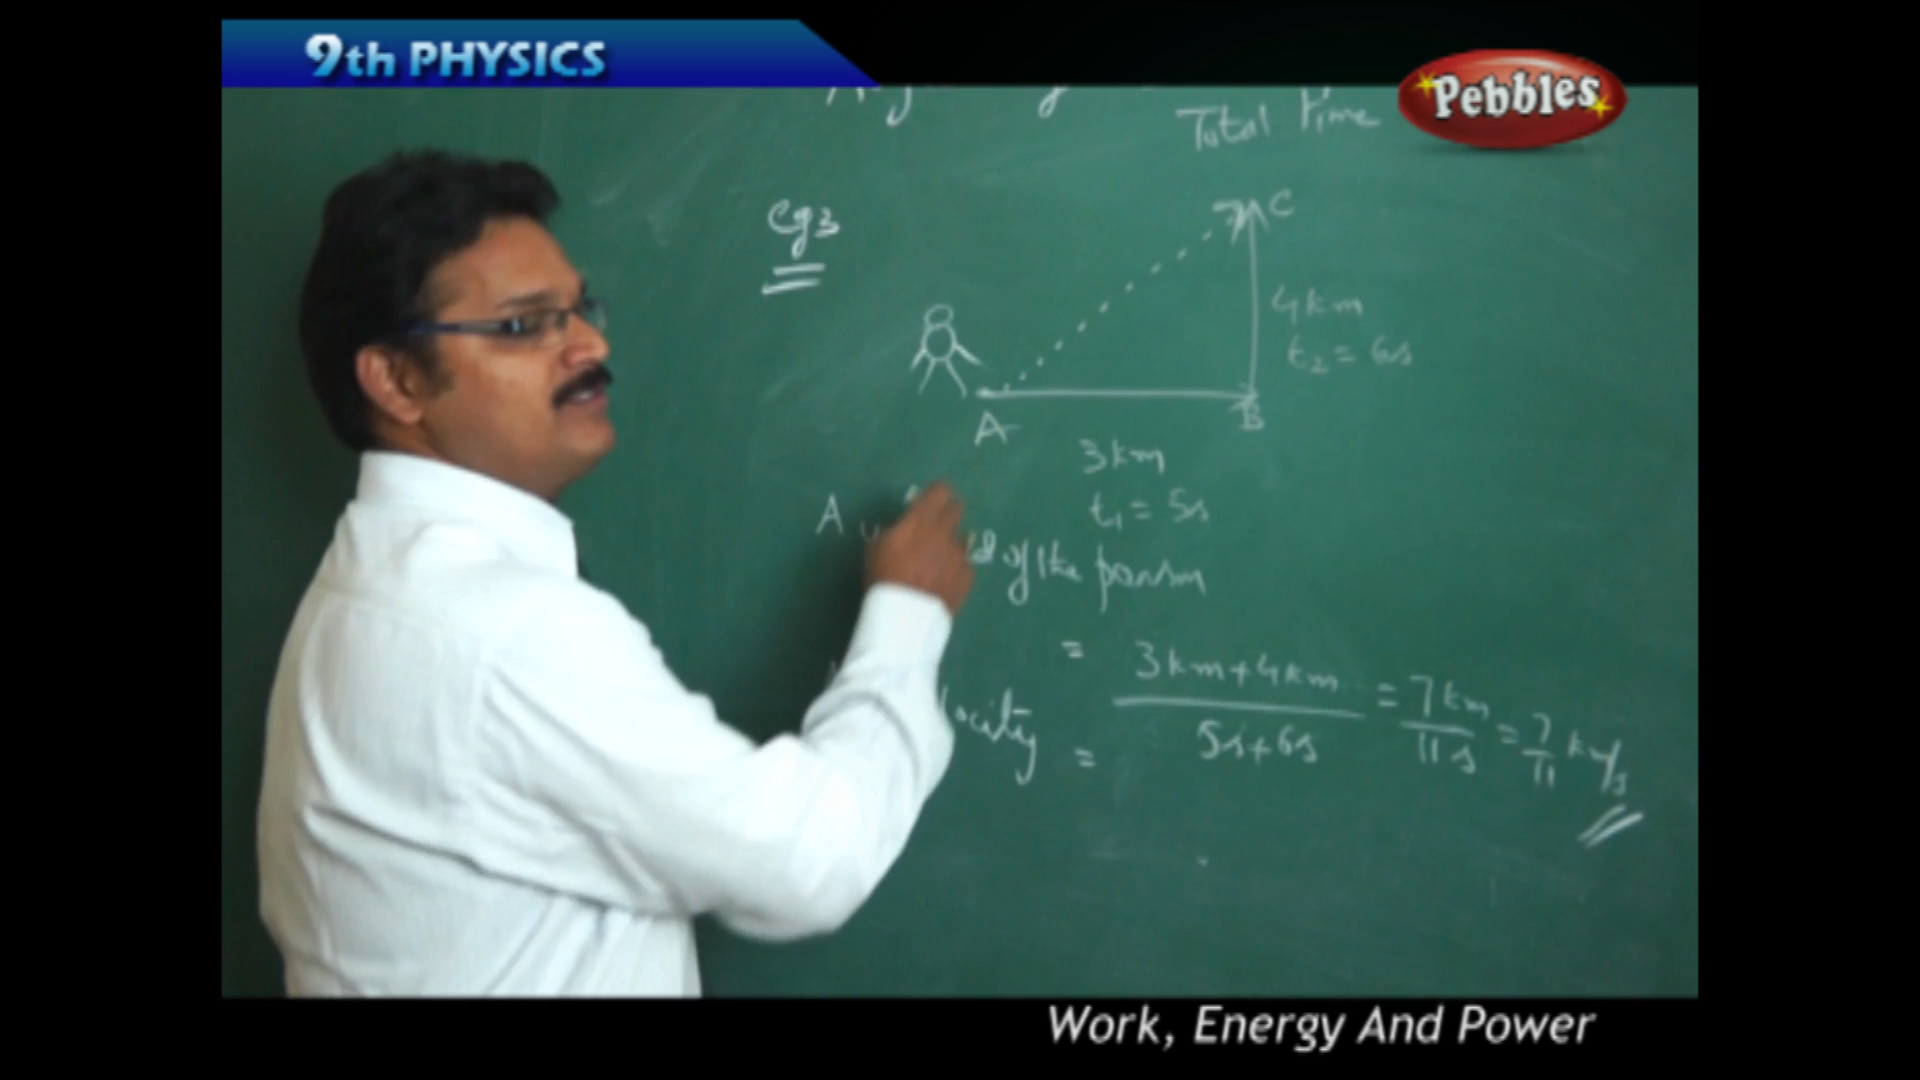 9th PHYSICS
Pebbles
Total time
eg3
C
4km
t₂ = 6s
A
B
3km
t₁ = 5s
A of the person
= 3km+4km / 5s+6s = 7km / 11s = 7/11 km/s
locity =
Work, Energy And Power